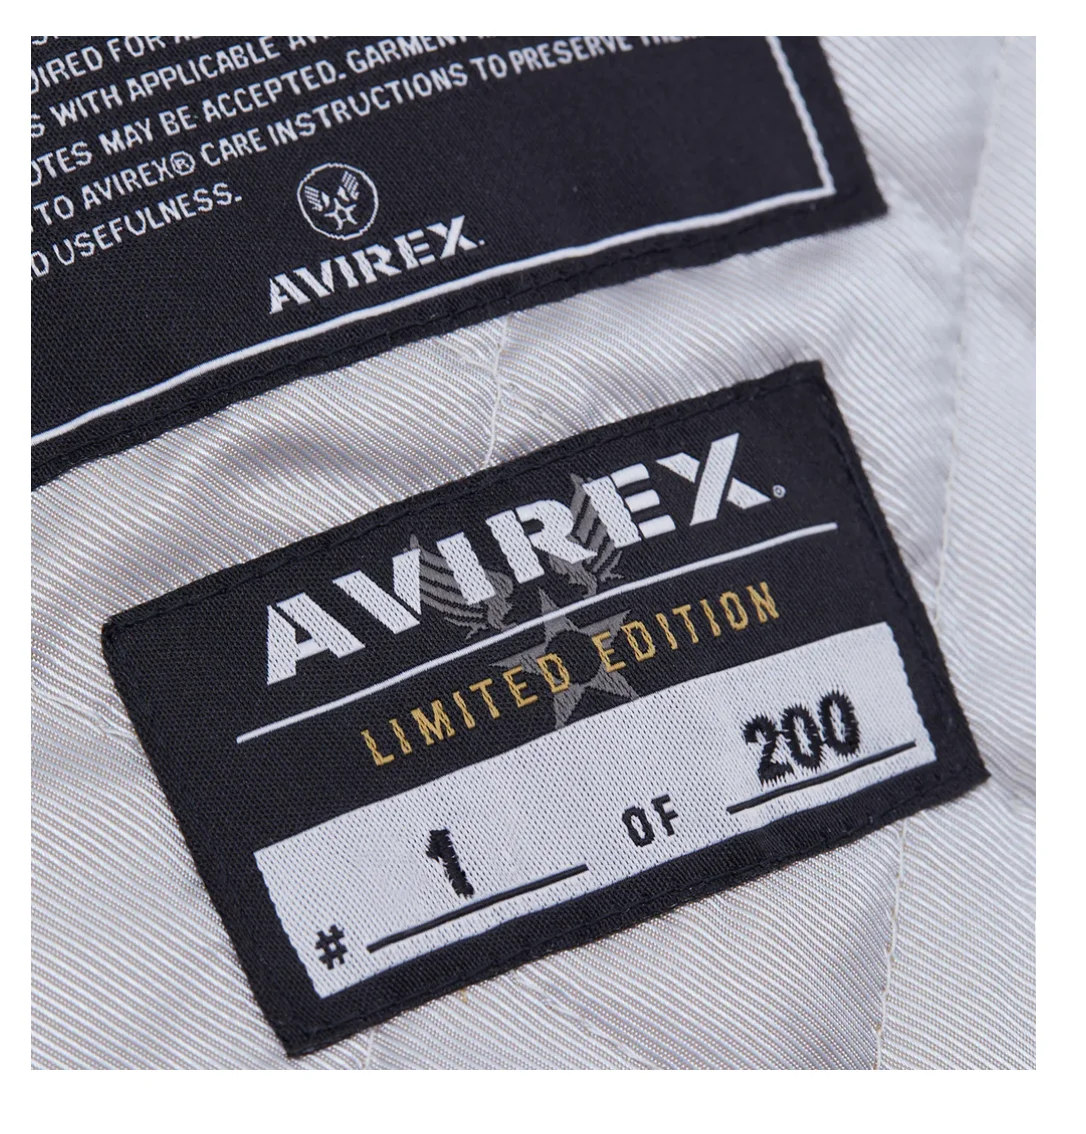 FOR
WITH APPLICABLE
MAY BE ACCEPTED. GARMENT
TO AVIREX® CARE INSTRUCTIONS TO PRESERVE
USEFULNESS.
AVIREX.
AVIREX®
LIMITED EDITION
# 1 OF 200